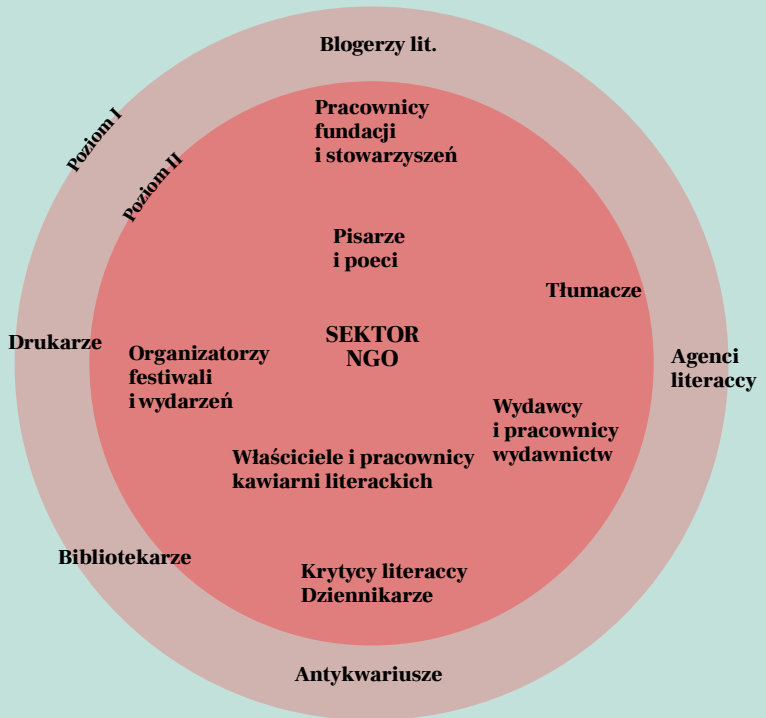 Blogerzy lit.
Poziom I
Poziom II
Pracownicy
fundacji
i stowarzyszeń
Pisarze
i poeci
Tłumacze
SEKTOR
NGO
Drukarze
Organizatorzy
festiwali
i wydarzeń
Agenci
literaccy
Wydawcy
i pracownicy
wydawnictw
Właściciele i pracownicy
kawiarni literackich
Bibliotekarze
Krytycy literaccy
Dziennikarze
Antykwariusze